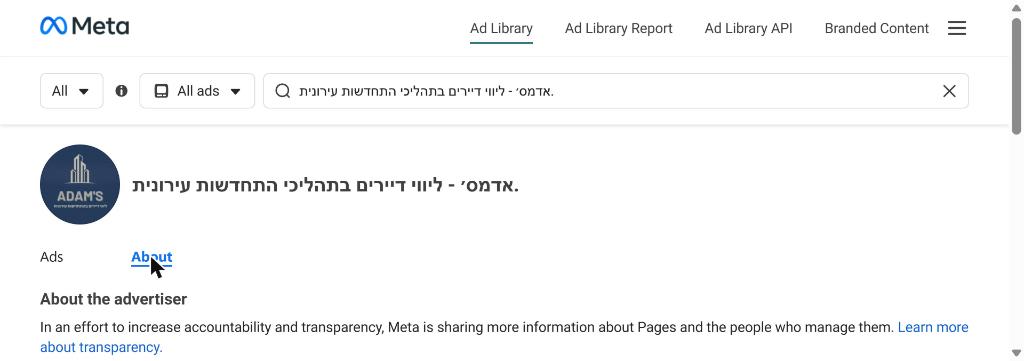 Meta
Ad Library Ad Library Report Ad Library API Branded Content
All All ads אדמס׳ - ליווי דיירים בתהליכי התחדשות עירונית.
ADAM'S
אדמס׳ - ליווי דיירים בתהליכי התחדשות עירונית.
Ads About
About the advertiser
In an effort to increase accountability and transparency, Meta is sharing more information about Pages and the people who manage them. Learn more
about transparency.